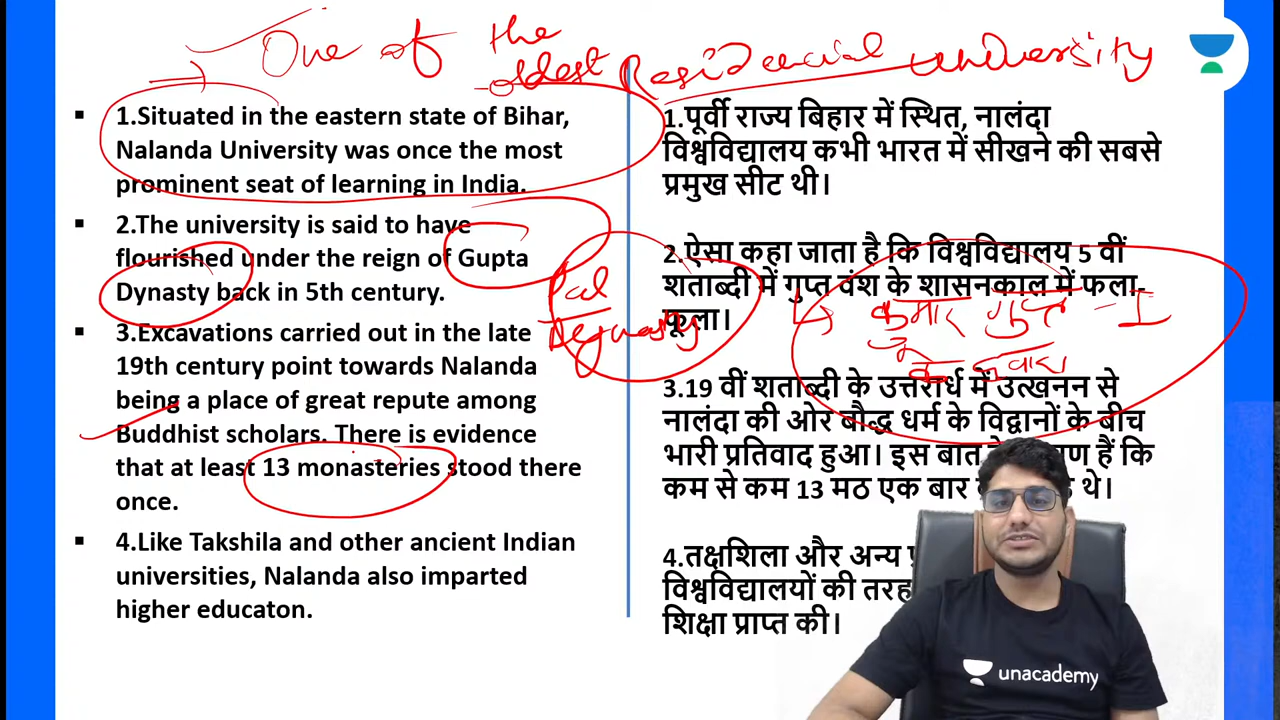 → One of the
oldest Residencial university
1.Situated in the eastern state of Bihar,
Nalanda University was once the most
prominent seat of learning in India.
2.The university is said to have
flourished under the reign of Gupta
Dynasty back in 5th century.
3.Excavations carried out in the late
19th century point towards Nalanda
being a place of great repute among
Buddhist scholars. There is evidence
that at least 13 monasteries stood there
once.
4.Like Takshila and other ancient Indian
universities, Nalanda also imparted
higher educaton.
Pal
Dynasty
1.पूर्वी राज्य बिहार में स्थित, नालंदा
विश्वविद्यालय कभी भारत में सीखने की सबसे
प्रमुख सीट थी।
2.ऐसा कहा जाता है कि विश्वविद्यालय 5 वीं
शताब्दी में गुप्त वंश के शासनकाल में फला-
फूला।
→ कुमार गुप्त - I
के
3.19 वीं शताब्दी के उत्तरार्ध में उत्खनन से
नालंदा की ओर बौद्ध धर्म के विद्वानों के बीच
भारी प्रतिवाद हुआ। इस बात हैं कि
कम से कम 13 मठ एक बार थे।
4.तक्षशिला और अन्य
विश्वविद्यालयों की तरह
शिक्षा प्राप्त की।
unacademy